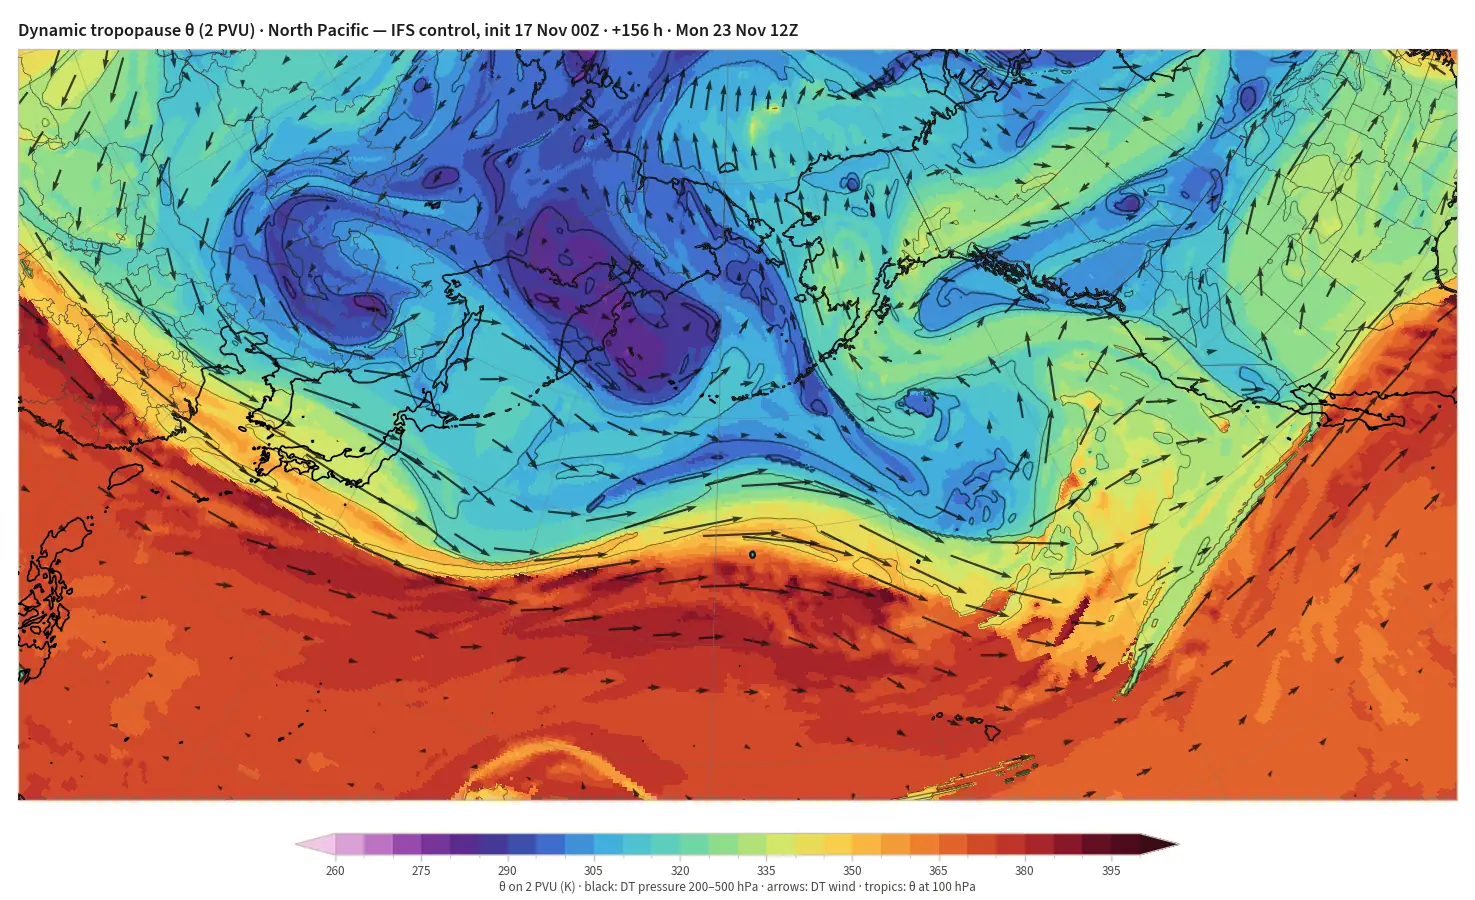 Dynamic tropopause θ (2 PVU) · North Pacific — IFS control, init 17 Nov 00Z · +156 h · Mon 23 Nov 12Z
260 275 290 305 320 335 350 365 380 395
θ on 2 PVU (K) · black: DT pressure 200–500 hPa · arrows: DT wind · tropics: θ at 100 hPa